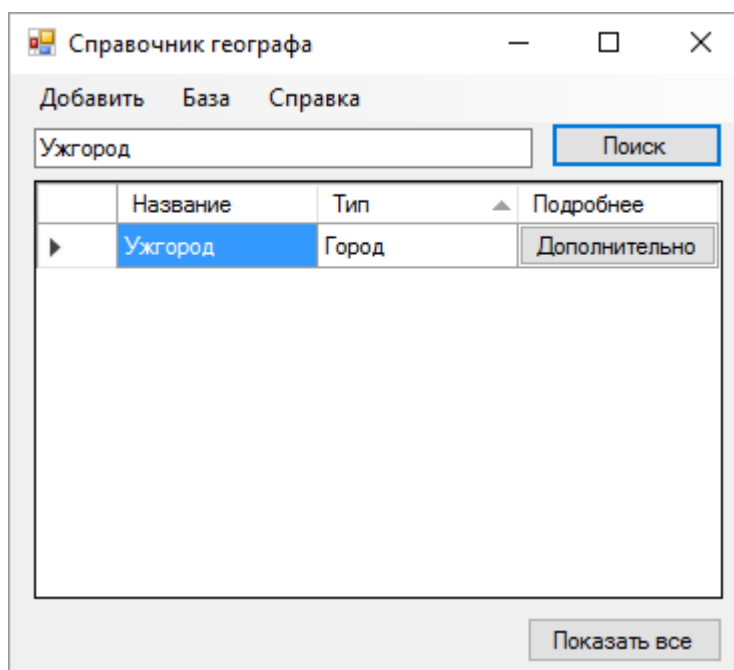 Справочник географа
Добавить База Справка
Ужгород Поиск
Название Тип Подробнее
Ужгород Город Дополнительно
Показать все